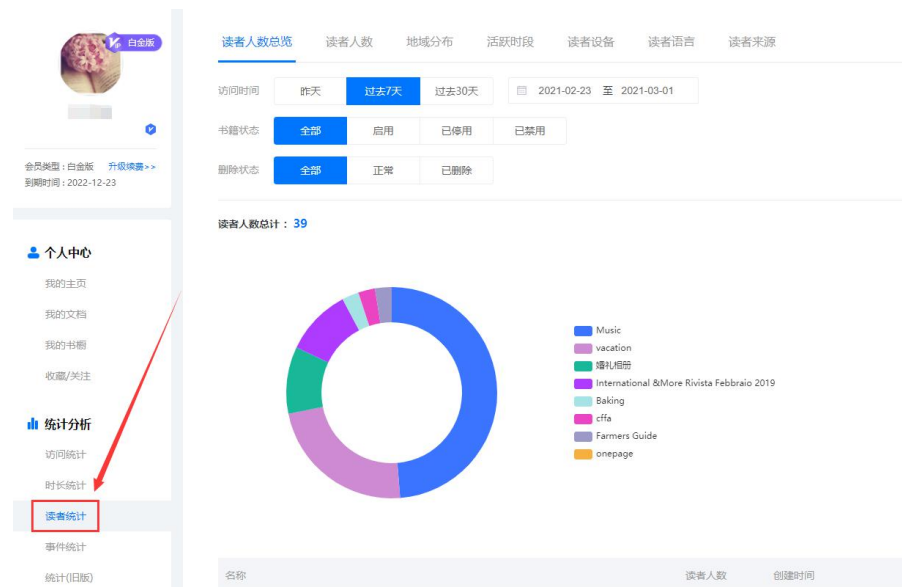 白金版
会员类型：白金版 升级续费>>
到期时间：2022-12-23
个人中心
我的主页
我的文档
我的书橱
收藏/关注
统计分析
访问统计
时长统计
读者统计
事件统计
统计(旧版)
读者人数总览 读者人数 地域分布 活跃时段 读者设备 读者语言 读者来源
访问时间 昨天 过去7天 过去30天 2021-02-23 至 2021-03-01
书籍状态 全部 启用 已停用 已禁用
删除状态 全部 正常 已删除
读者人数总计： 39
Music
vacation
婚礼相册
International &More Rivista Febbraio 2019
Baking
cffa
Farmers Guide
onepage
名称 读者人数 创建时间